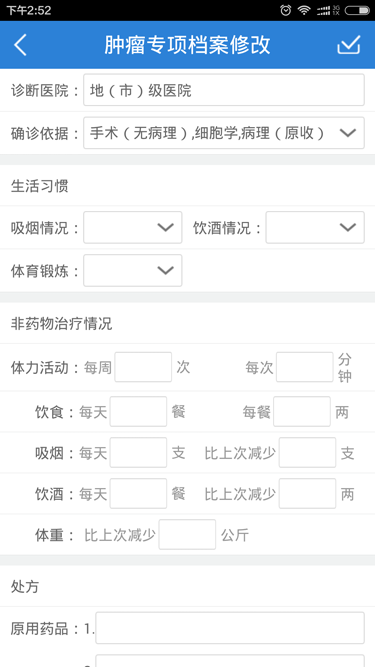 下午2:52
3G
1X
肿瘤专项档案修改
诊断医院：地（市）级医院
确诊依据：手术（无病理）,细胞学,病理（原收）
生活习惯
吸烟情况： 饮酒情况：
体育锻炼：
非药物治疗情况
体力活动：每周 次 每次 分钟
饮食：每天 餐 每餐 两
吸烟：每天 支 比上次减少 支
饮酒：每天 餐 比上次减少 两
体重： 比上次减少 公斤
处方
原用药品：1.